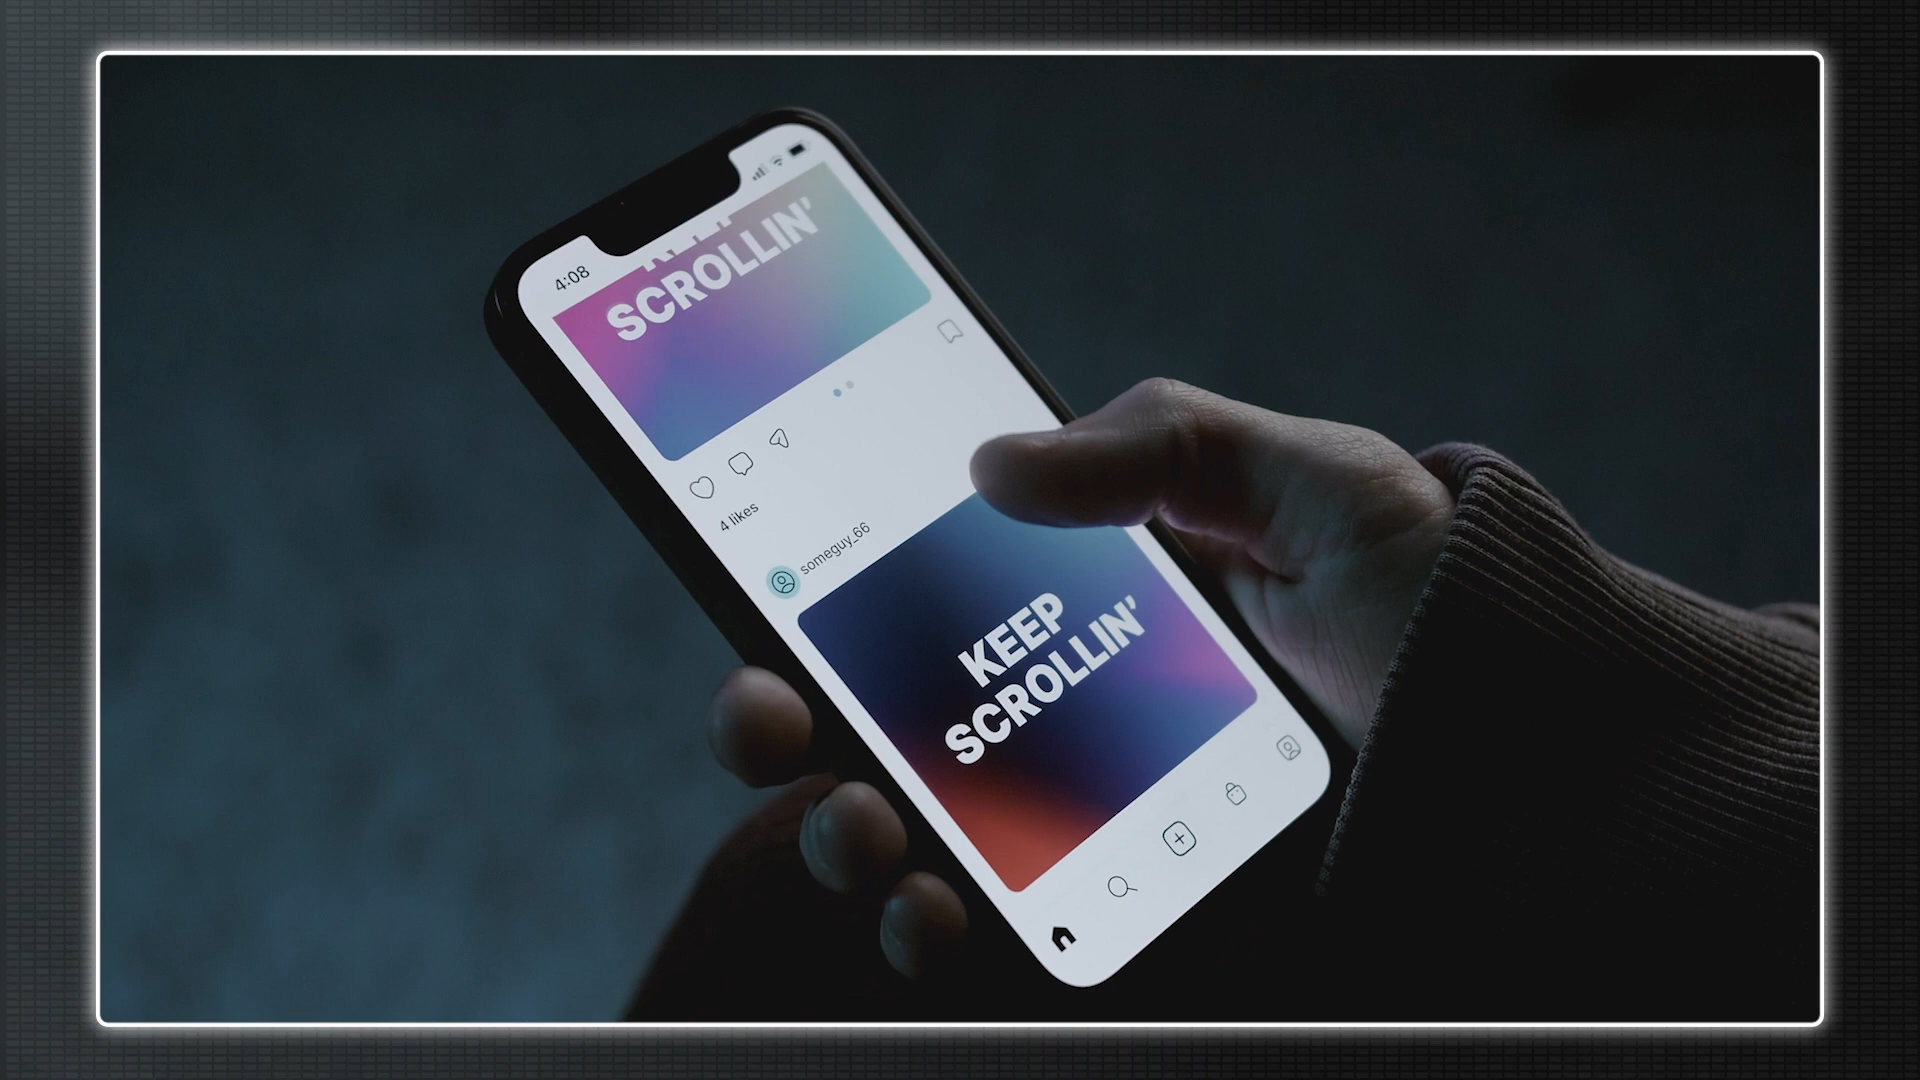 4:08
SCROLLIN'
4 likes
someguy_66
KEEP
SCROLLIN'